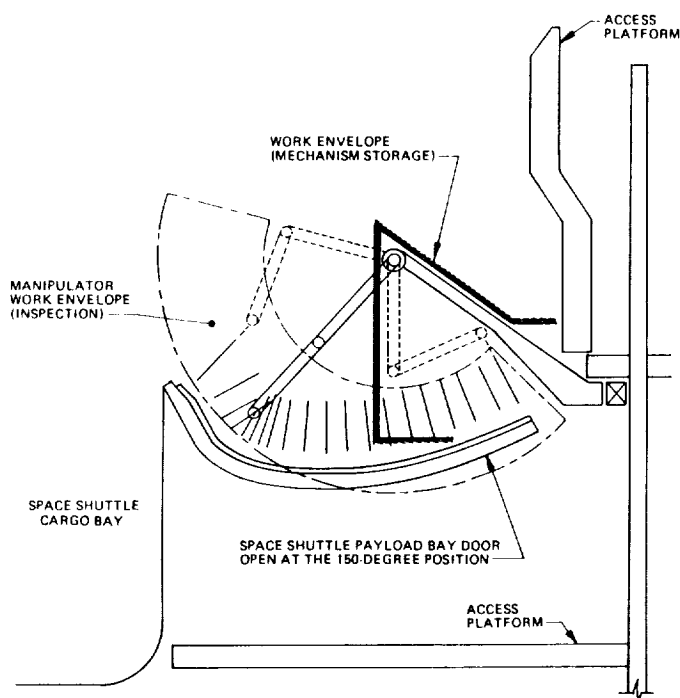 ACCESS
PLATFORM
WORK ENVELOPE
(MECHANISM STORAGE)
MANIPULATOR
WORK ENVELOPE
(INSPECTION)
SPACE SHUTTLE
CARGO BAY
SPACE SHUTTLE PAYLOAD BAY DOOR
OPEN AT THE 150-DEGREE POSITION
ACCESS
PLATFORM